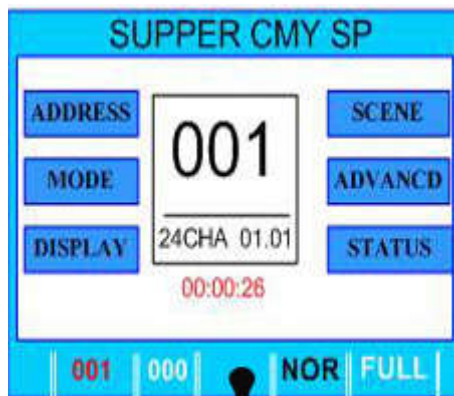 SUPPER CMY SP
ADDRESS
MODE
DISPLAY
001
24CHA 01.01
00:00:26
SCENE
ADVANCD
STATUS
001 000 NOR FULL